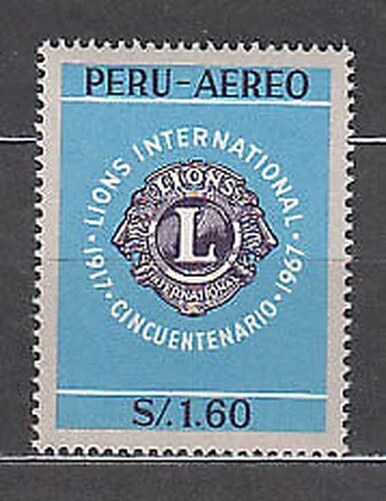 PERU-AEREO
· LIONS INTERNATIONAL ·
1917 · CINCUENTENARIO · 1967
LIONS
L
INTERNATIONAL
S/.1.60